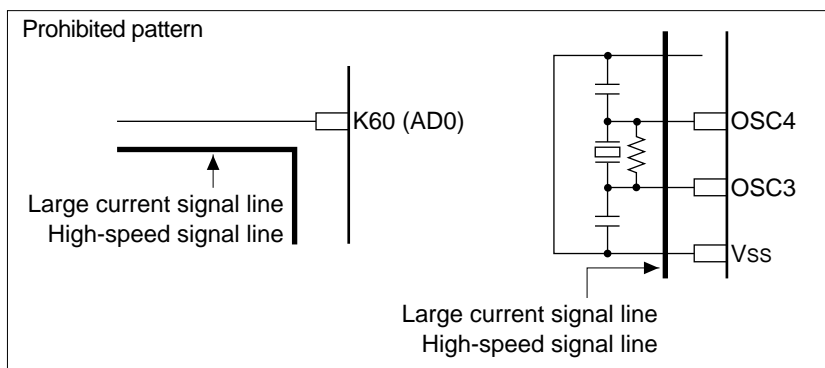 Prohibited pattern
K60 (AD0)
Large current signal line
High-speed signal line
OSC4
OSC3
VSS
Large current signal line
High-speed signal line